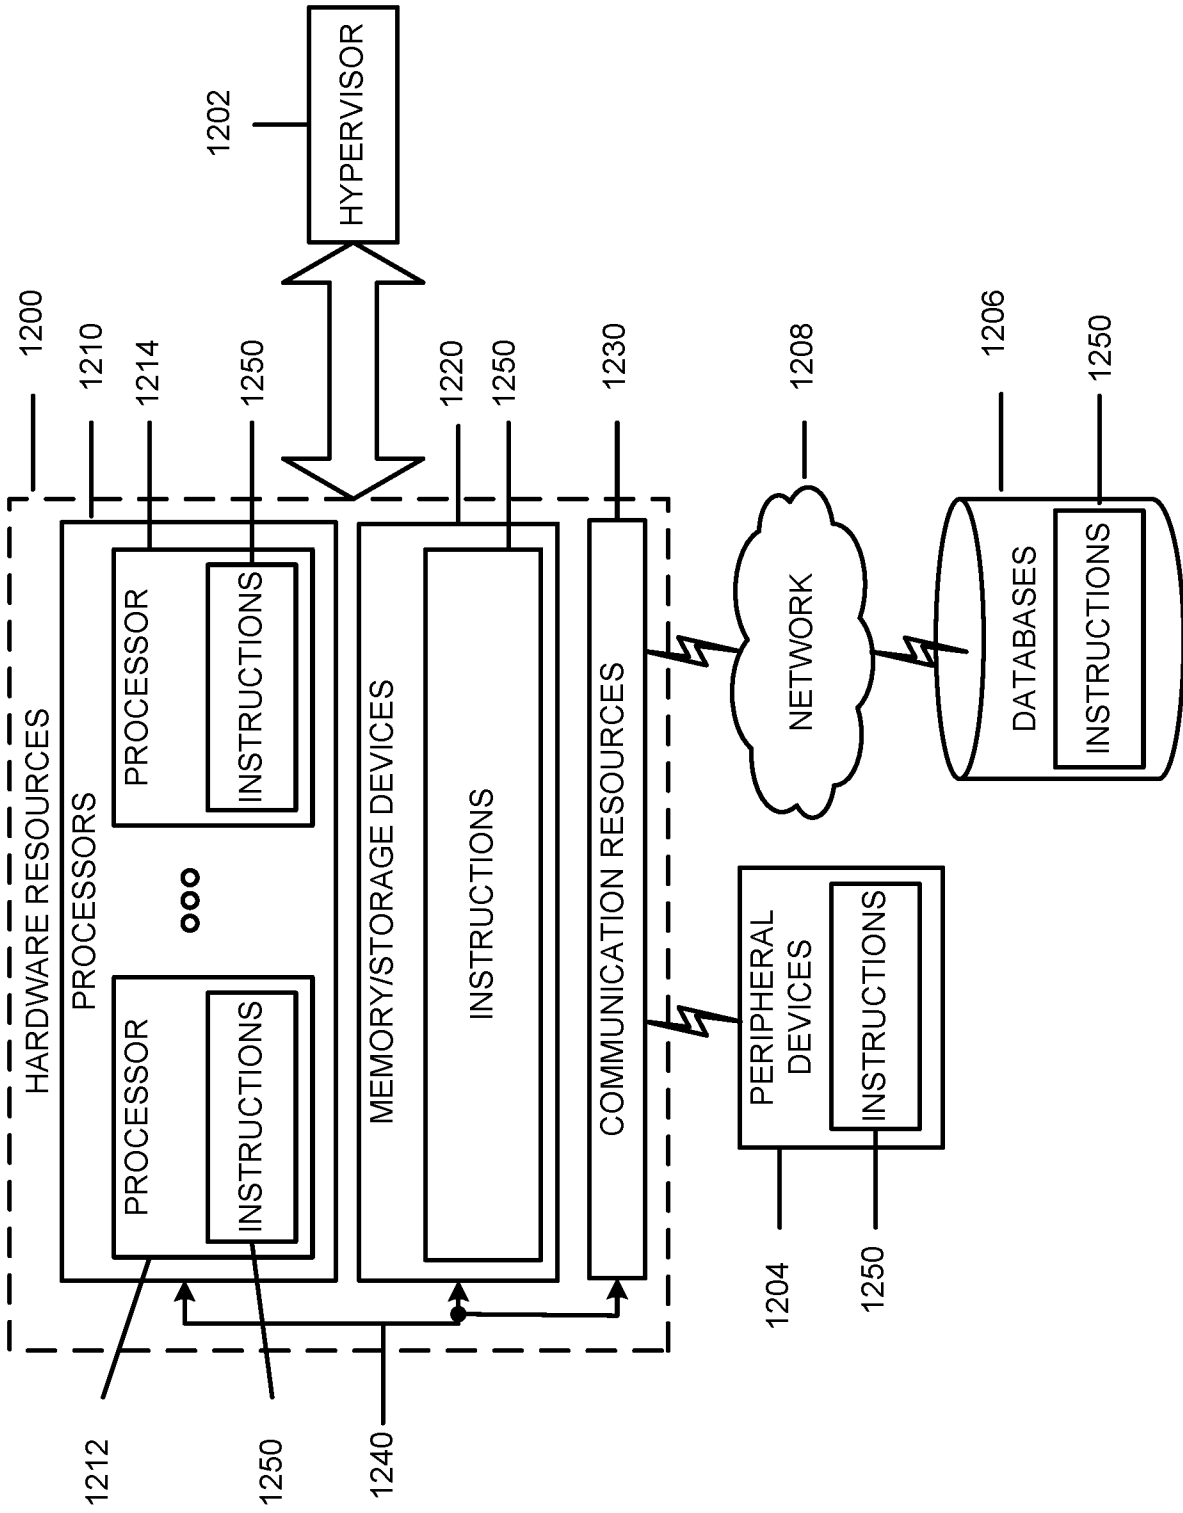 HARDWARE RESOURCES
1200
PROCESSORS
1210
1212
PROCESSOR
PROCESSOR
1214
1202
1250
INSTRUCTIONS
INSTRUCTIONS
1250
HYPERVISOR
1240
MEMORY/STORAGE DEVICES
1220
INSTRUCTIONS
1250
COMMUNICATION RESOURCES
1230
1204
PERIPHERAL
DEVICES
NETWORK
1208
1250
INSTRUCTIONS
1206
DATABASES
INSTRUCTIONS
1250